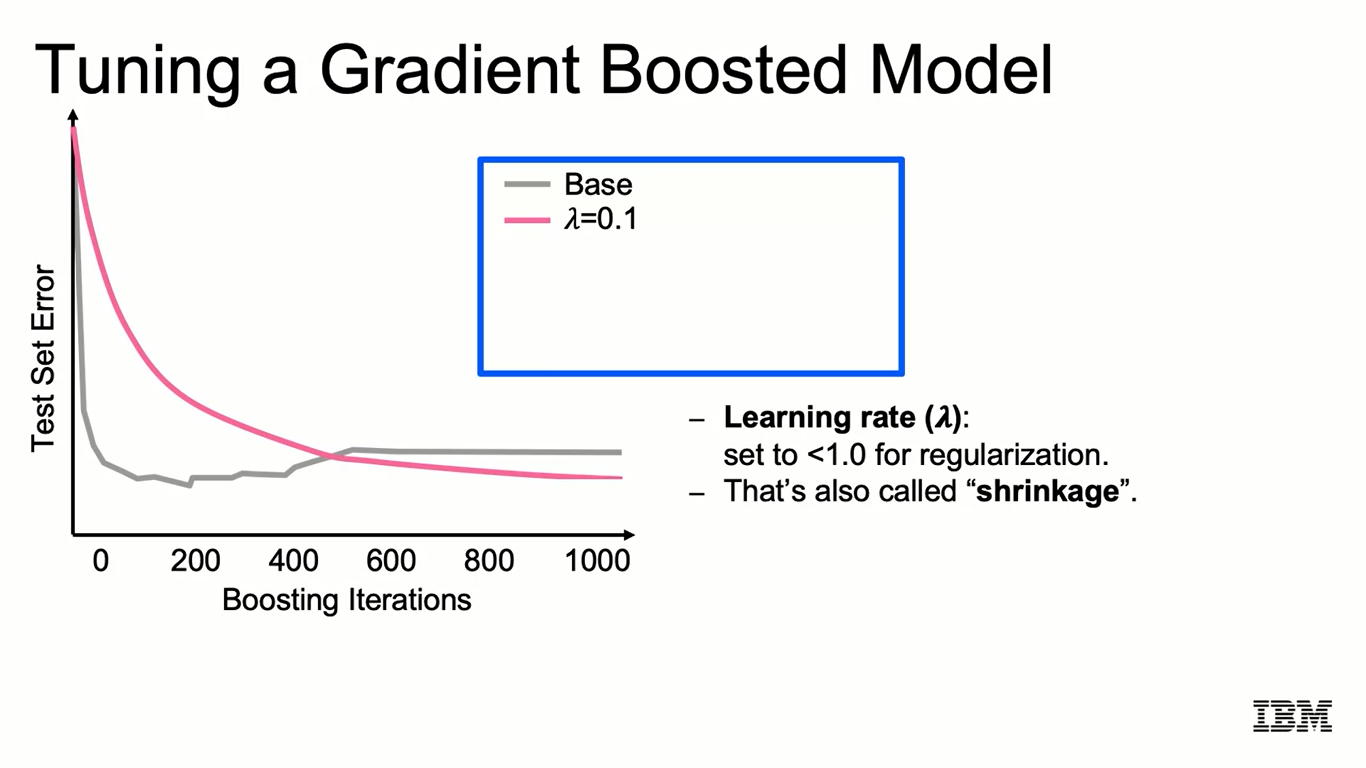 Tuning a Gradient Boosted Model
Base
λ=0.1
Test Set Error
0 200 400 600 800 1000
Boosting Iterations
– Learning rate (λ):
set to <1.0 for regularization.
– That’s also called “shrinkage”.
IBM